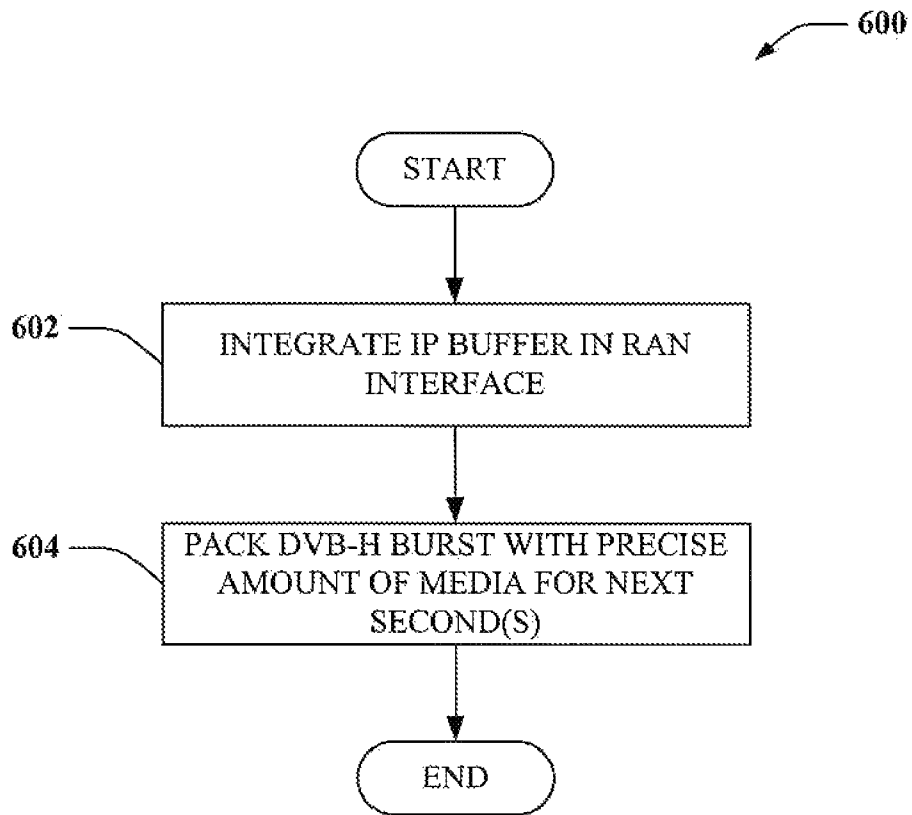 600
START
602
INTEGRATE IP BUFFER IN RAN
INTERFACE
604
PACK DVB-H BURST WITH PRECISE
AMOUNT OF MEDIA FOR NEXT
SECOND(S)
END